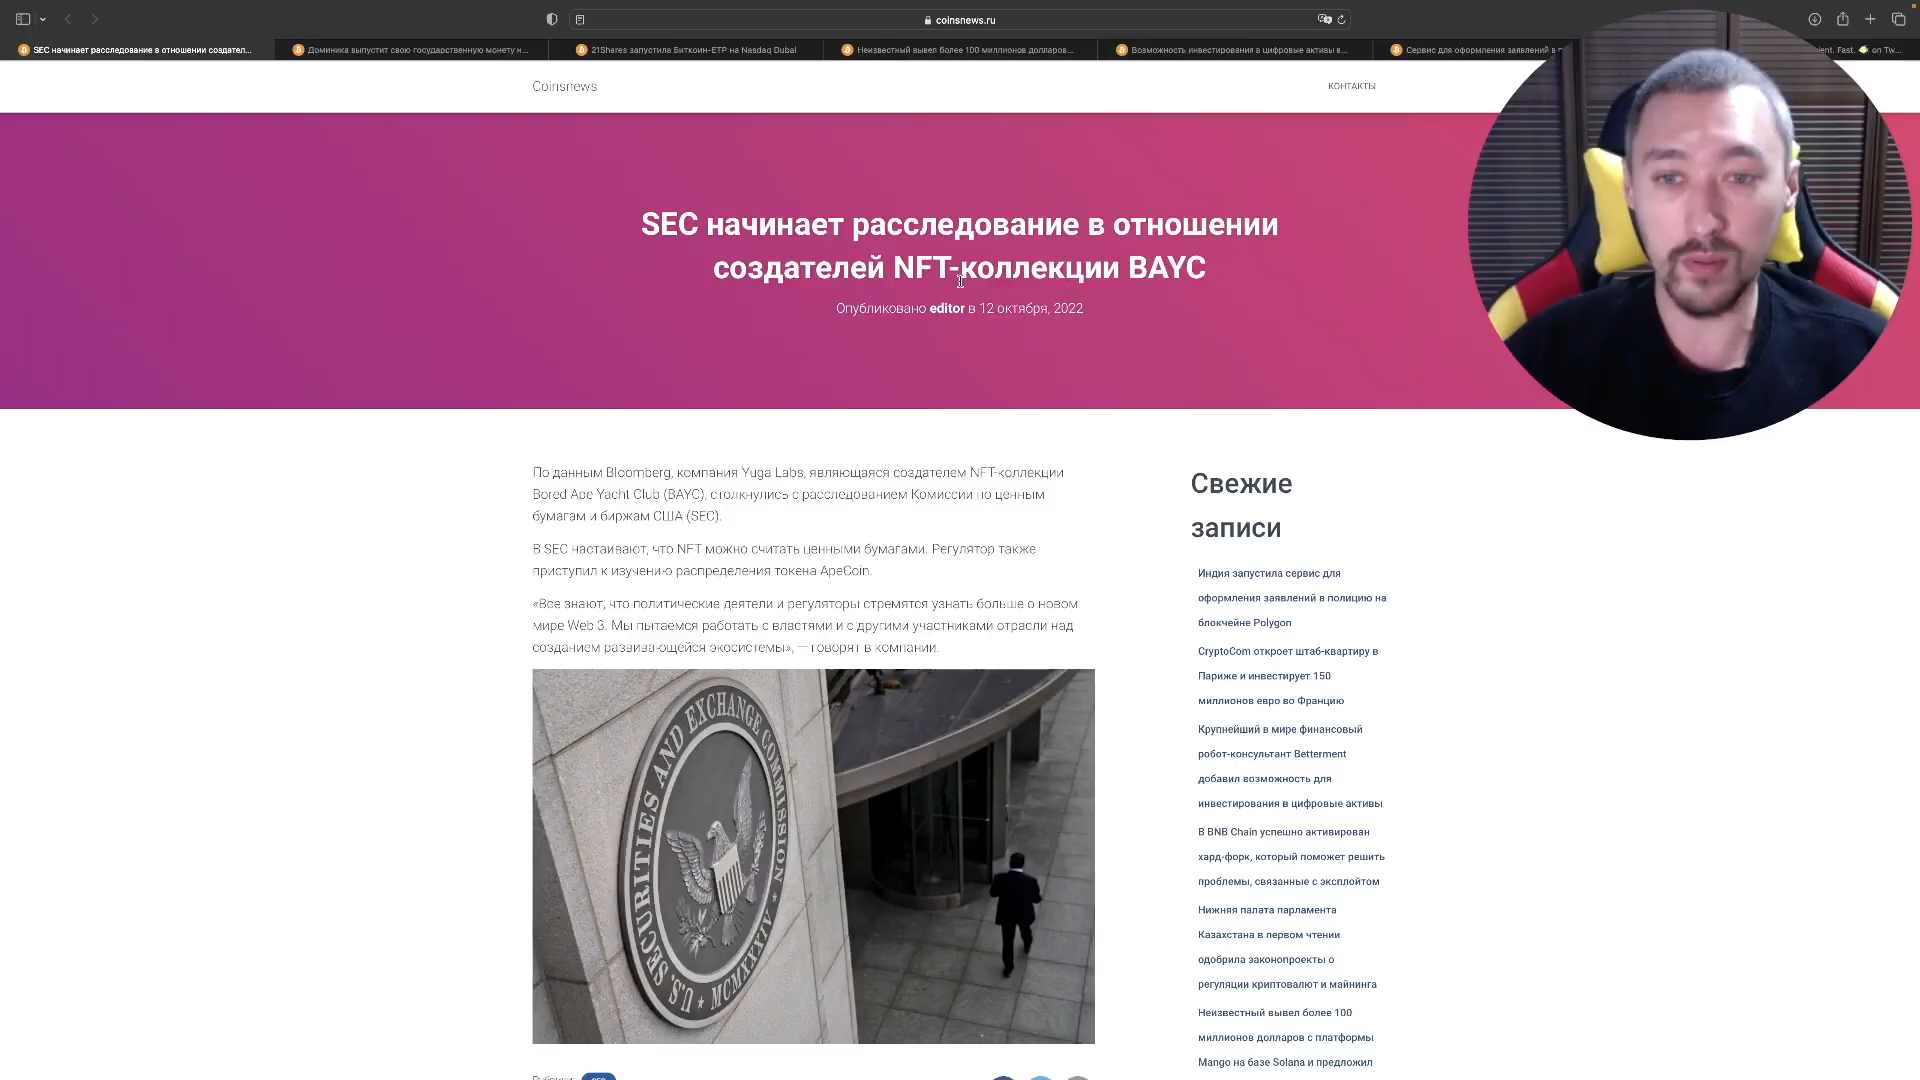 coinsnews.ru
SEC начинает расследование в отношении создател...
Доминика выпустит свою государственную монету н...
21Shares запустила Биткоин-ETP на Nasdaq Dubai
Неизвестный вывел более 100 миллионов долларов...
Возможность инвестирования в цифровые активы в...
Сервис для оформления заявлений в п
ent. Fast. on Tw...
Coinsnews
КОНТАКТЫ
SEC начинает расследование в отношении
создателей NFT-коллекции BAYC
Опубликовано editor в 12 октября, 2022
По данным Bloomberg, компания Yuga Labs, являющаяся создателем NFT-коллекции
Bored Ape Yacht Club (BAYC), столкнулись с расследованием Комиссии по ценным
бумагам и биржам США (SEC).
В SEC настаивают, что NFT можно считать ценными бумагами. Регулятор также
приступил к изучению распределения токена ApeCoin.
«Все знают, что политические деятели и регуляторы стремятся узнать больше о новом
мире Web 3. Мы пытаемся работать с властями и с другими участниками отрасли над
созданием развивающейся экосистемы», — говорят в компании.
U.S. SECURITIES AND EXCHANGE COMMISSION
MCMXXXIV
Свежие
записи
Индия запустила сервис для
оформления заявлений в полицию на
блокчейне Polygon
CryptoCom откроет штаб-квартиру в
Париже и инвестирует 150
миллионов евро во Францию
Крупнейший в мире финансовый
робот-консультант Betterment
добавил возможность для
инвестирования в цифровые активы
В BNB Chain успешно активирован
хард-форк, который поможет решить
проблемы, связанные с эксплойтом
Нижняя палата парламента
Казахстана в первом чтении
одобрила законопроекты о
регуляции криптовалют и майнинга
Неизвестный вывел более 100
миллионов долларов с платформы
Mango на базе Solana и предложил